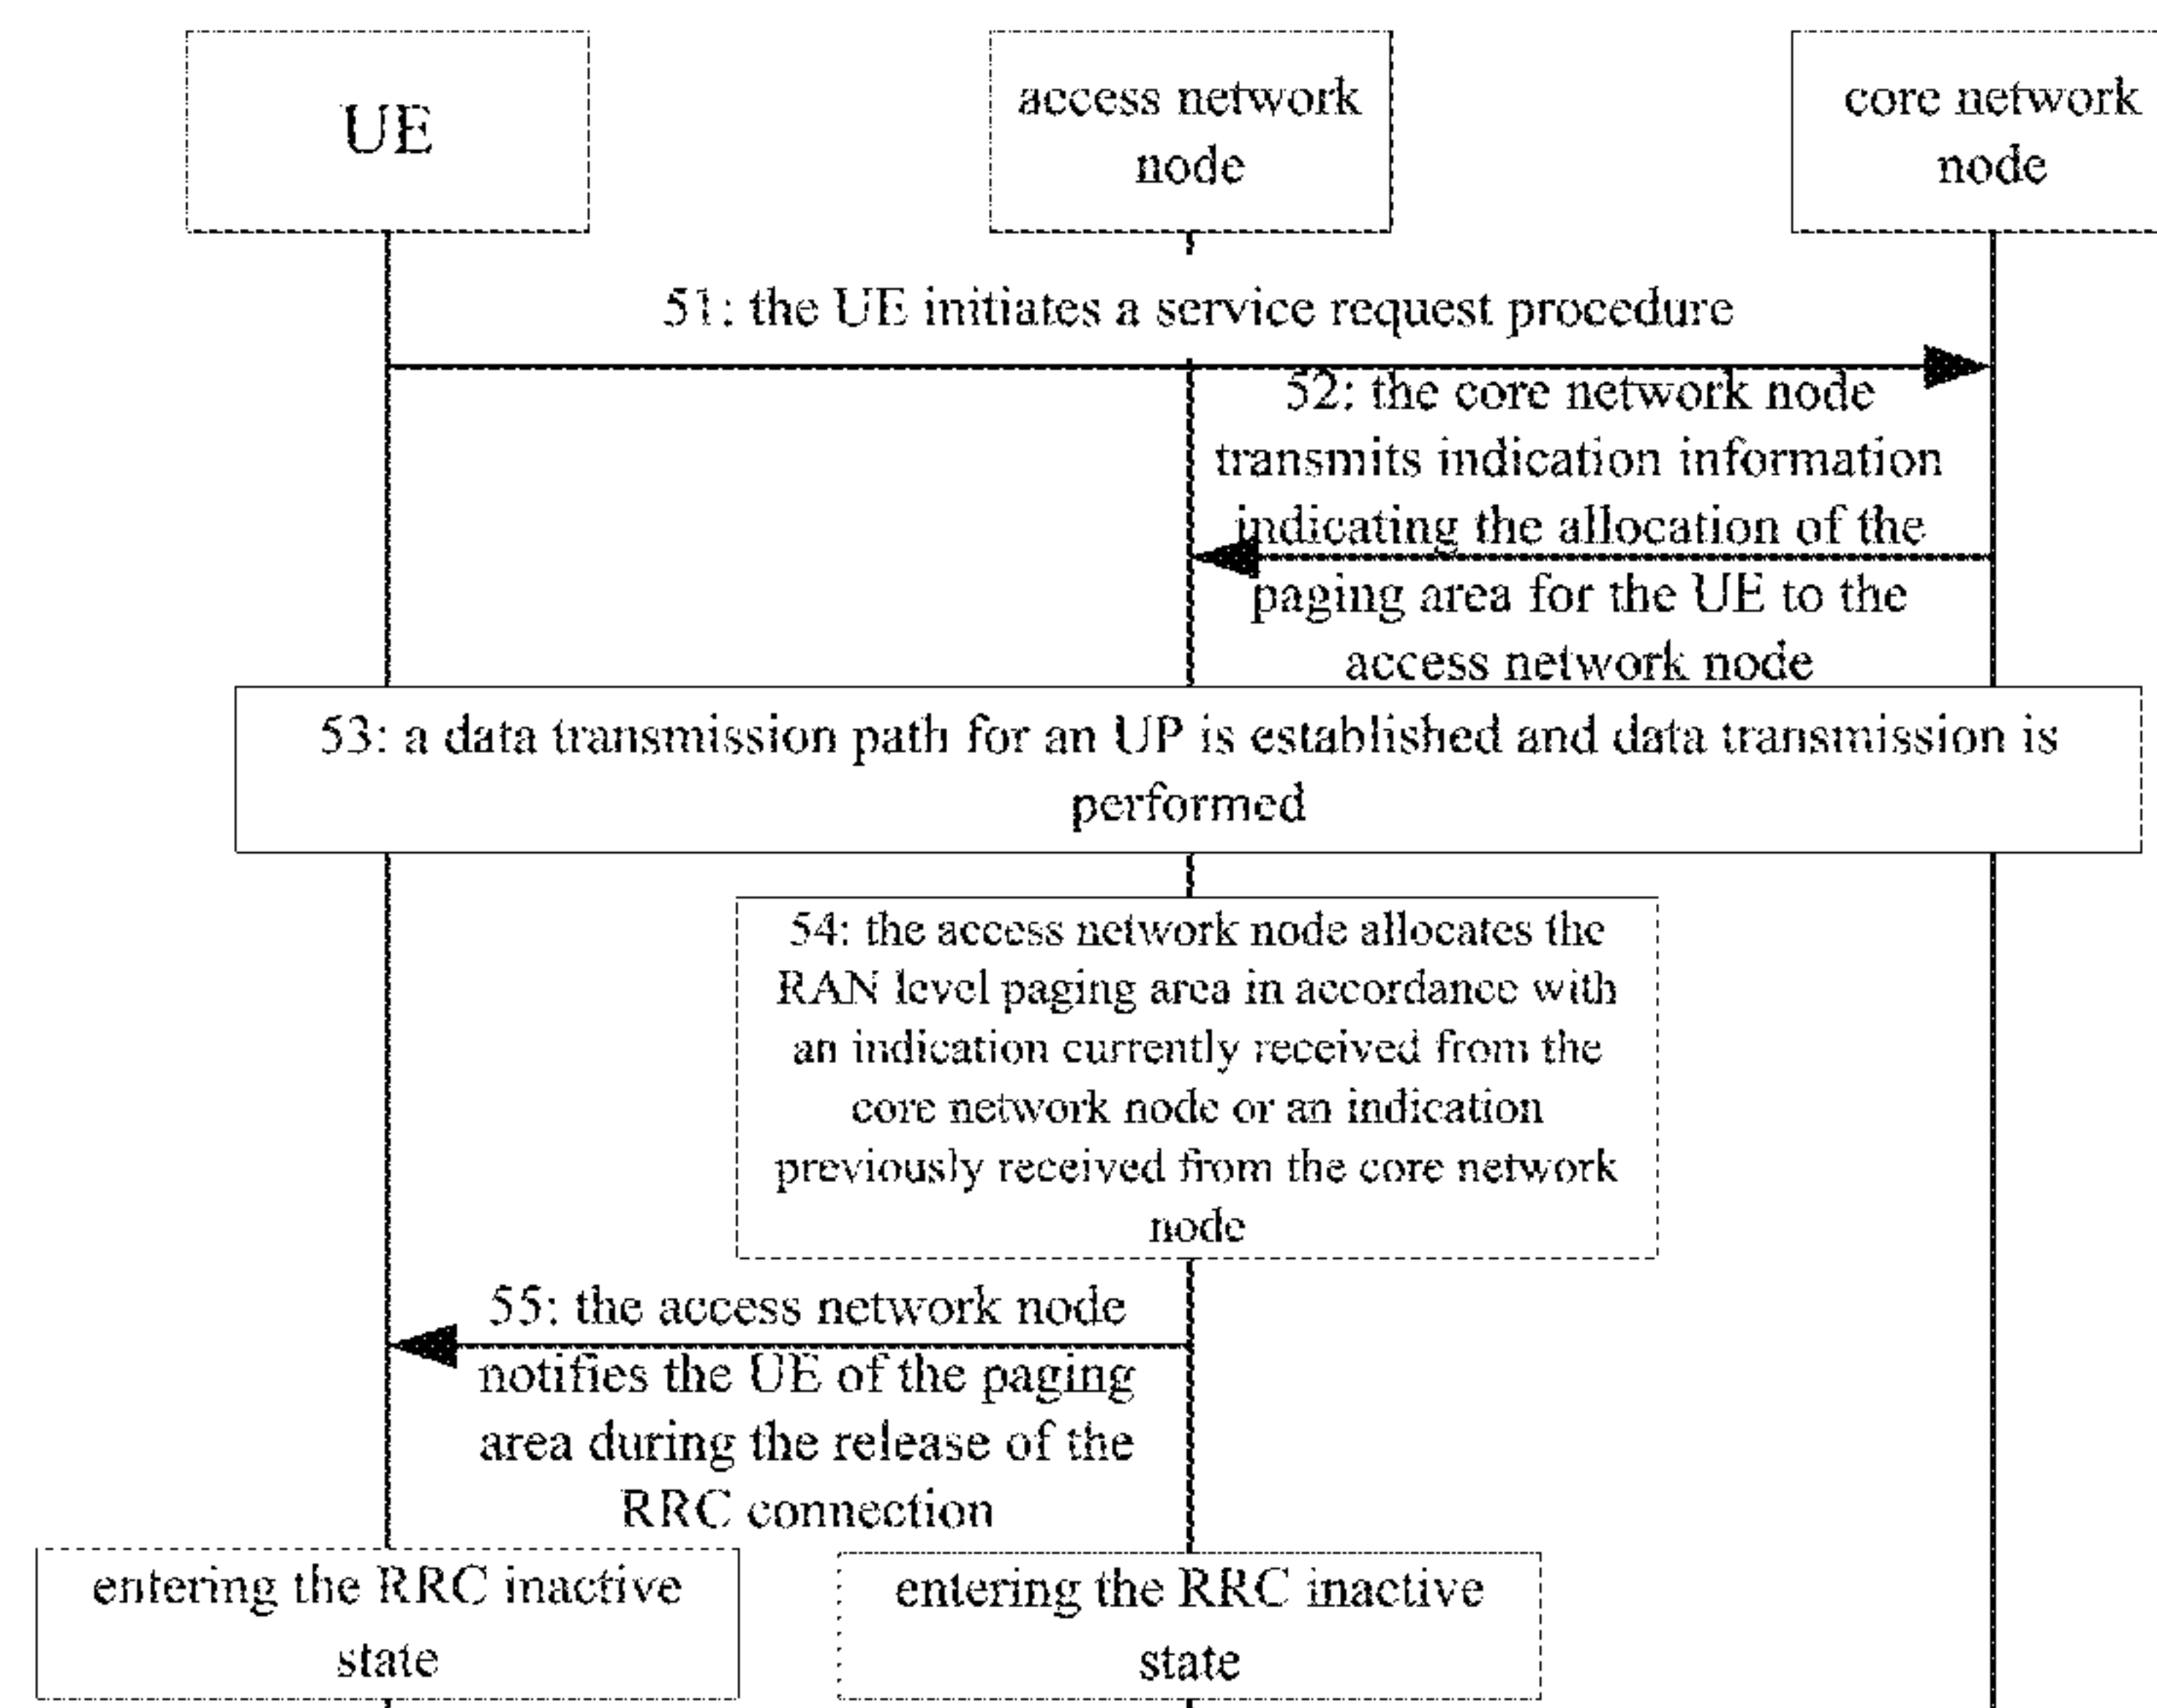 UE
access network
node
core network
node
51: the UE initiates a service request procedure
52: the core network node
transmits indication information
indicating the allocation of the
paging area for the UE to the
access network node
53: a data transmission path for an UP is established and data transmission is
performed
54: the access network node allocates the
RAN level paging area in accordance with
an indication currently received from the
core network node or an indication
previously received from the core network
node
55: the access network node
notifies the UE of the paging
area during the release of the
RRC connection
entering the RRC inactive
state
entering the RRC inactive
state